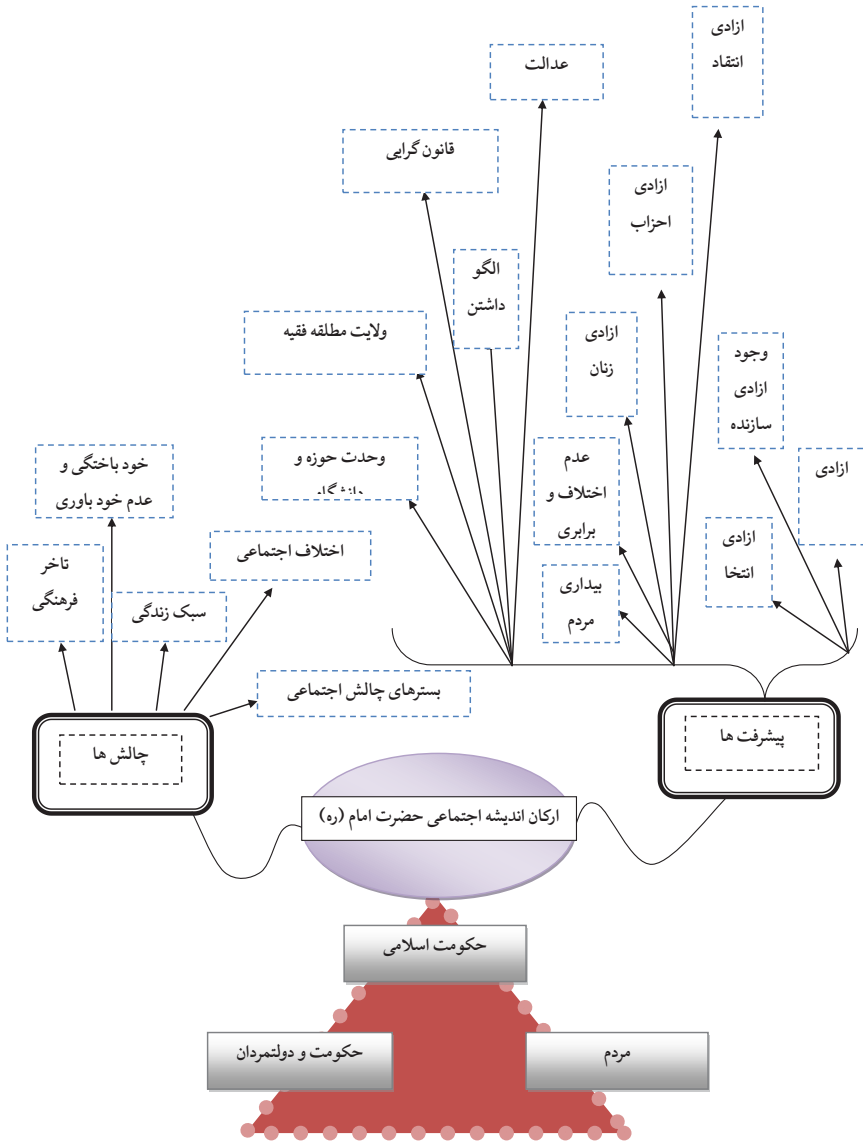 ازادی
انتقاد
عدالت
قانون گرایی
ازادی
احزاب
الگو
داشتن
ولایت مطلقه فقیه
ازادی
زنان
وجود
ازادی
سازنده
ازادی
وحدت حوزه و
عدم
اختلاف و
برابری
خود باختگی و
عدم خود باوری
ازادی
انتخا
اختلاف اجتماعی
تاخر
فرهنگی
سبک زندگی
بیداری
مردم
بسترهای چالش اجتماعی
پیشرفت ها
چالش ها
ارکان اندیشه اجتماعی حضرت امام (ره)
حکومت اسلامی
مردم
حکومت و دولتمردان